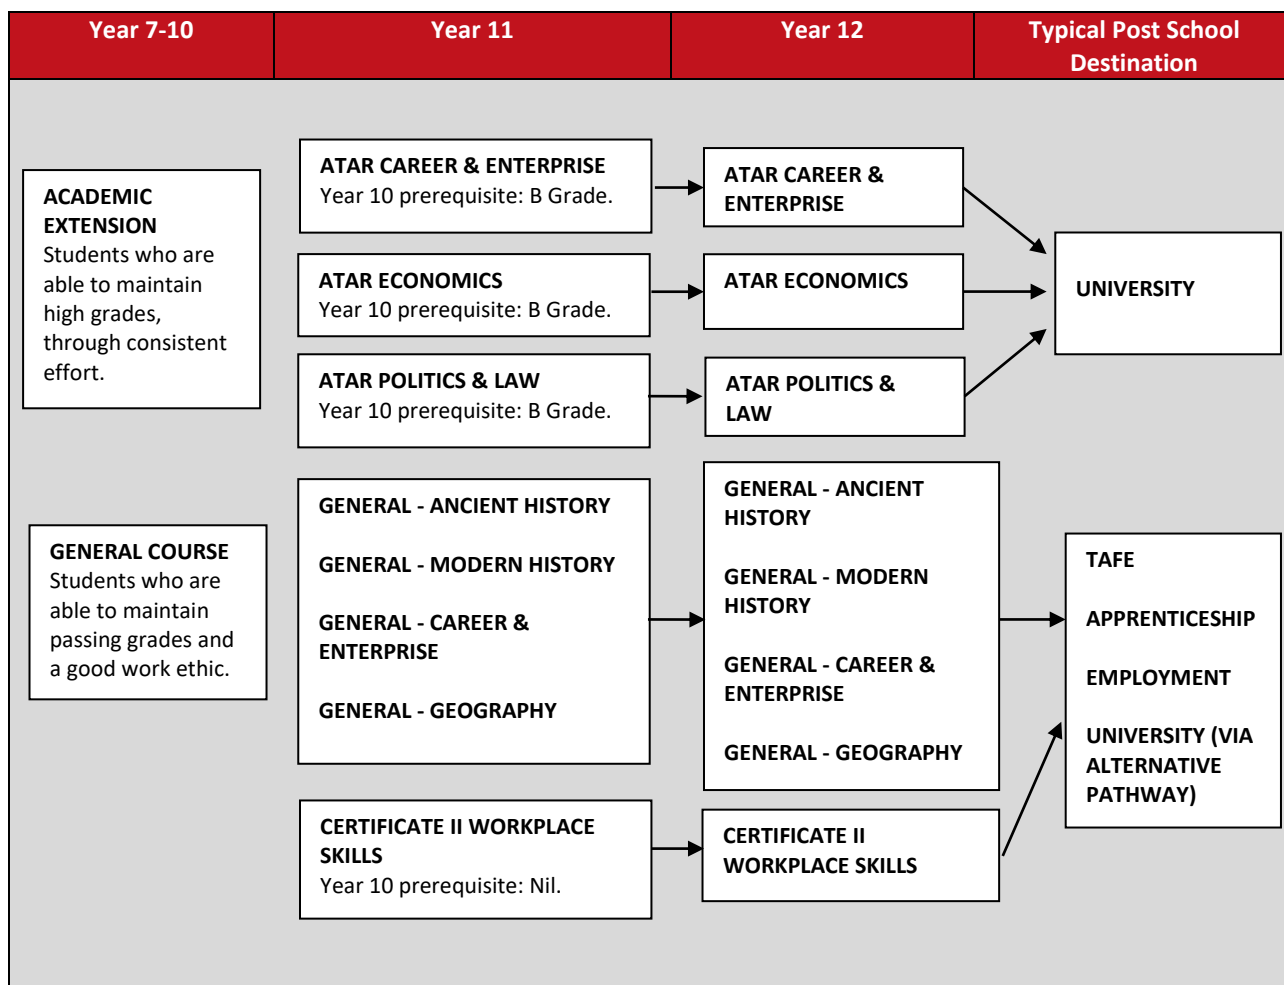 Year 7-10
Year 11
Year 12
Typical Post School
Destination
ACADEMIC
EXTENSION
Students who are
able to maintain
high grades,
through consistent
effort.
GENERAL COURSE
Students who are
able to maintain
passing grades and
a good work ethic.
ATAR CAREER & ENTERPRISE
Year 10 prerequisite: B Grade.
ATAR ECONOMICS
Year 10 prerequisite: B Grade.
ATAR POLITICS & LAW
Year 10 prerequisite: B Grade.
GENERAL - ANCIENT HISTORY
GENERAL - MODERN HISTORY
GENERAL - CAREER &
ENTERPRISE
GENERAL - GEOGRAPHY
CERTIFICATE II WORKPLACE
SKILLS
Year 10 prerequisite: Nil.
ATAR CAREER &
ENTERPRISE
ATAR ECONOMICS
ATAR POLITICS &
LAW
GENERAL - ANCIENT
HISTORY
GENERAL - MODERN
HISTORY
GENERAL - CAREER &
ENTERPRISE
GENERAL - GEOGRAPHY
CERTIFICATE II
WORKPLACE SKILLS
UNIVERSITY
TAFE
APPRENTICESHIP
EMPLOYMENT
UNIVERSITY (VIA
ALTERNATIVE
PATHWAY)